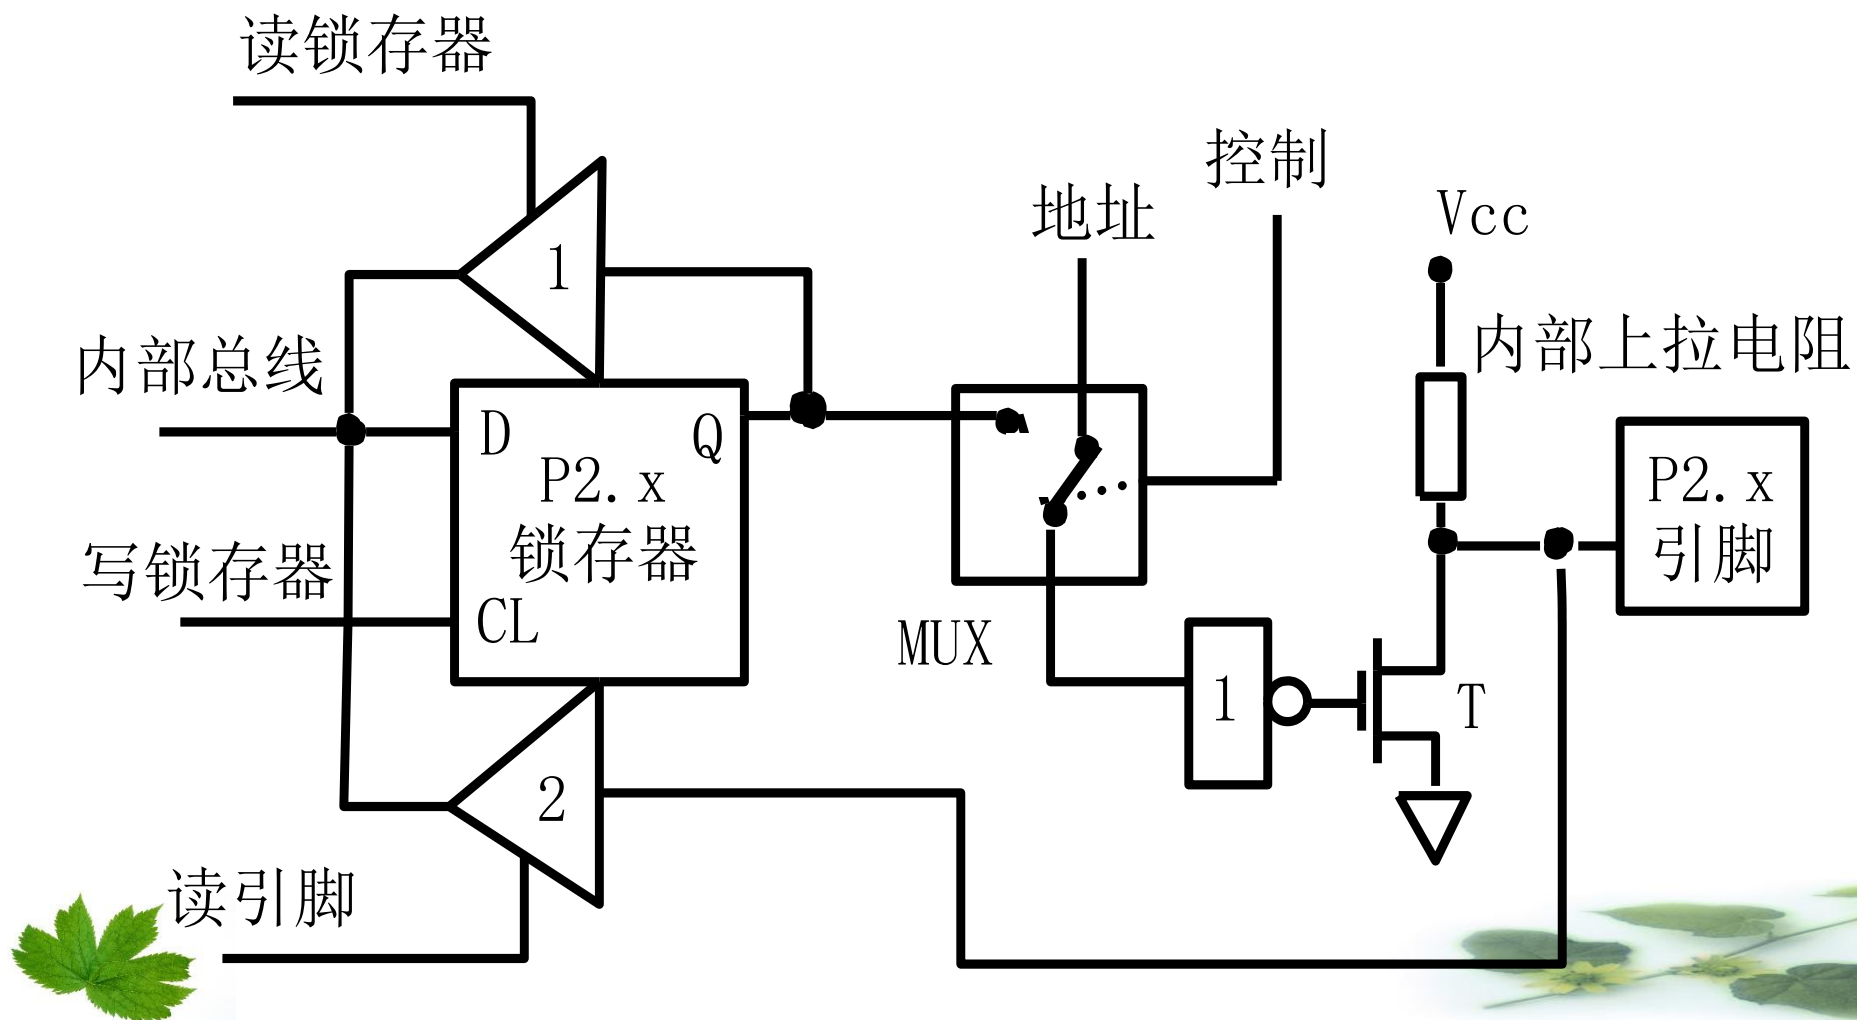 读锁存器
控制
地址
Vcc
1
内部上拉电阻
内部总线
D
Q
P2.x
P2.x
锁存器
引脚
写锁存器
CL
MUX
1
T
2
读引脚